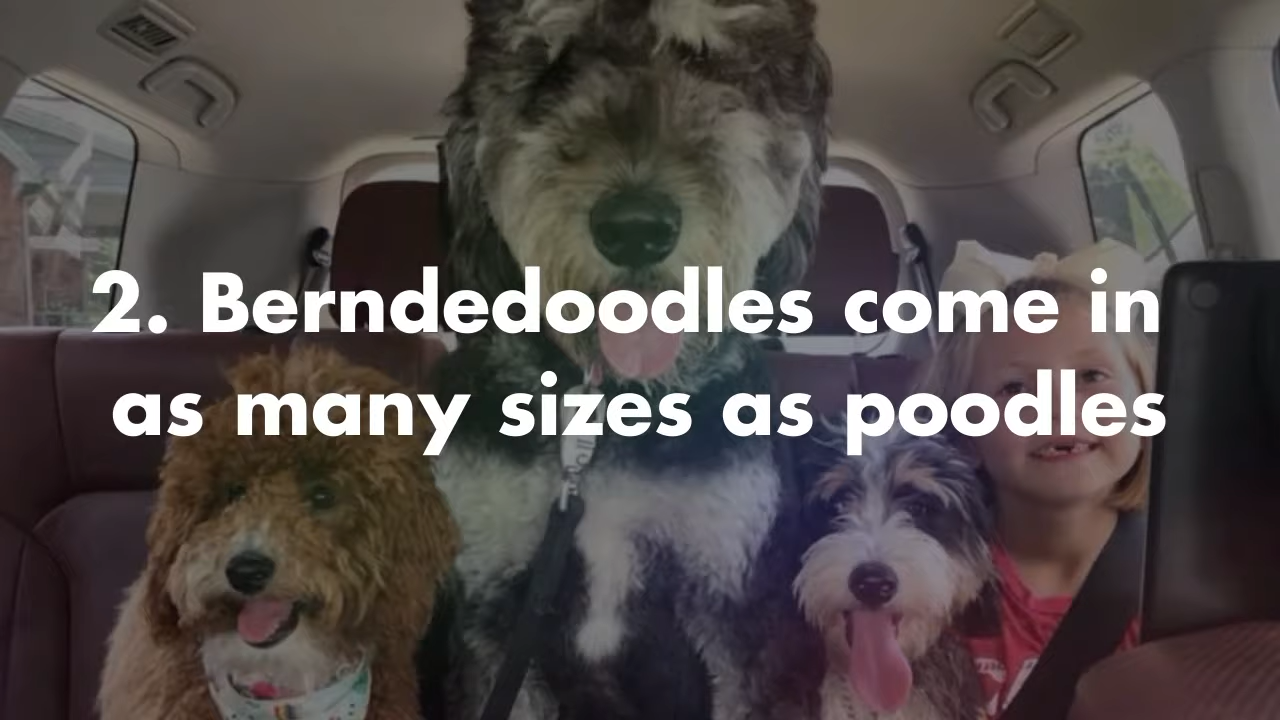 2. Berndedoodles come in
as many sizes as poodles